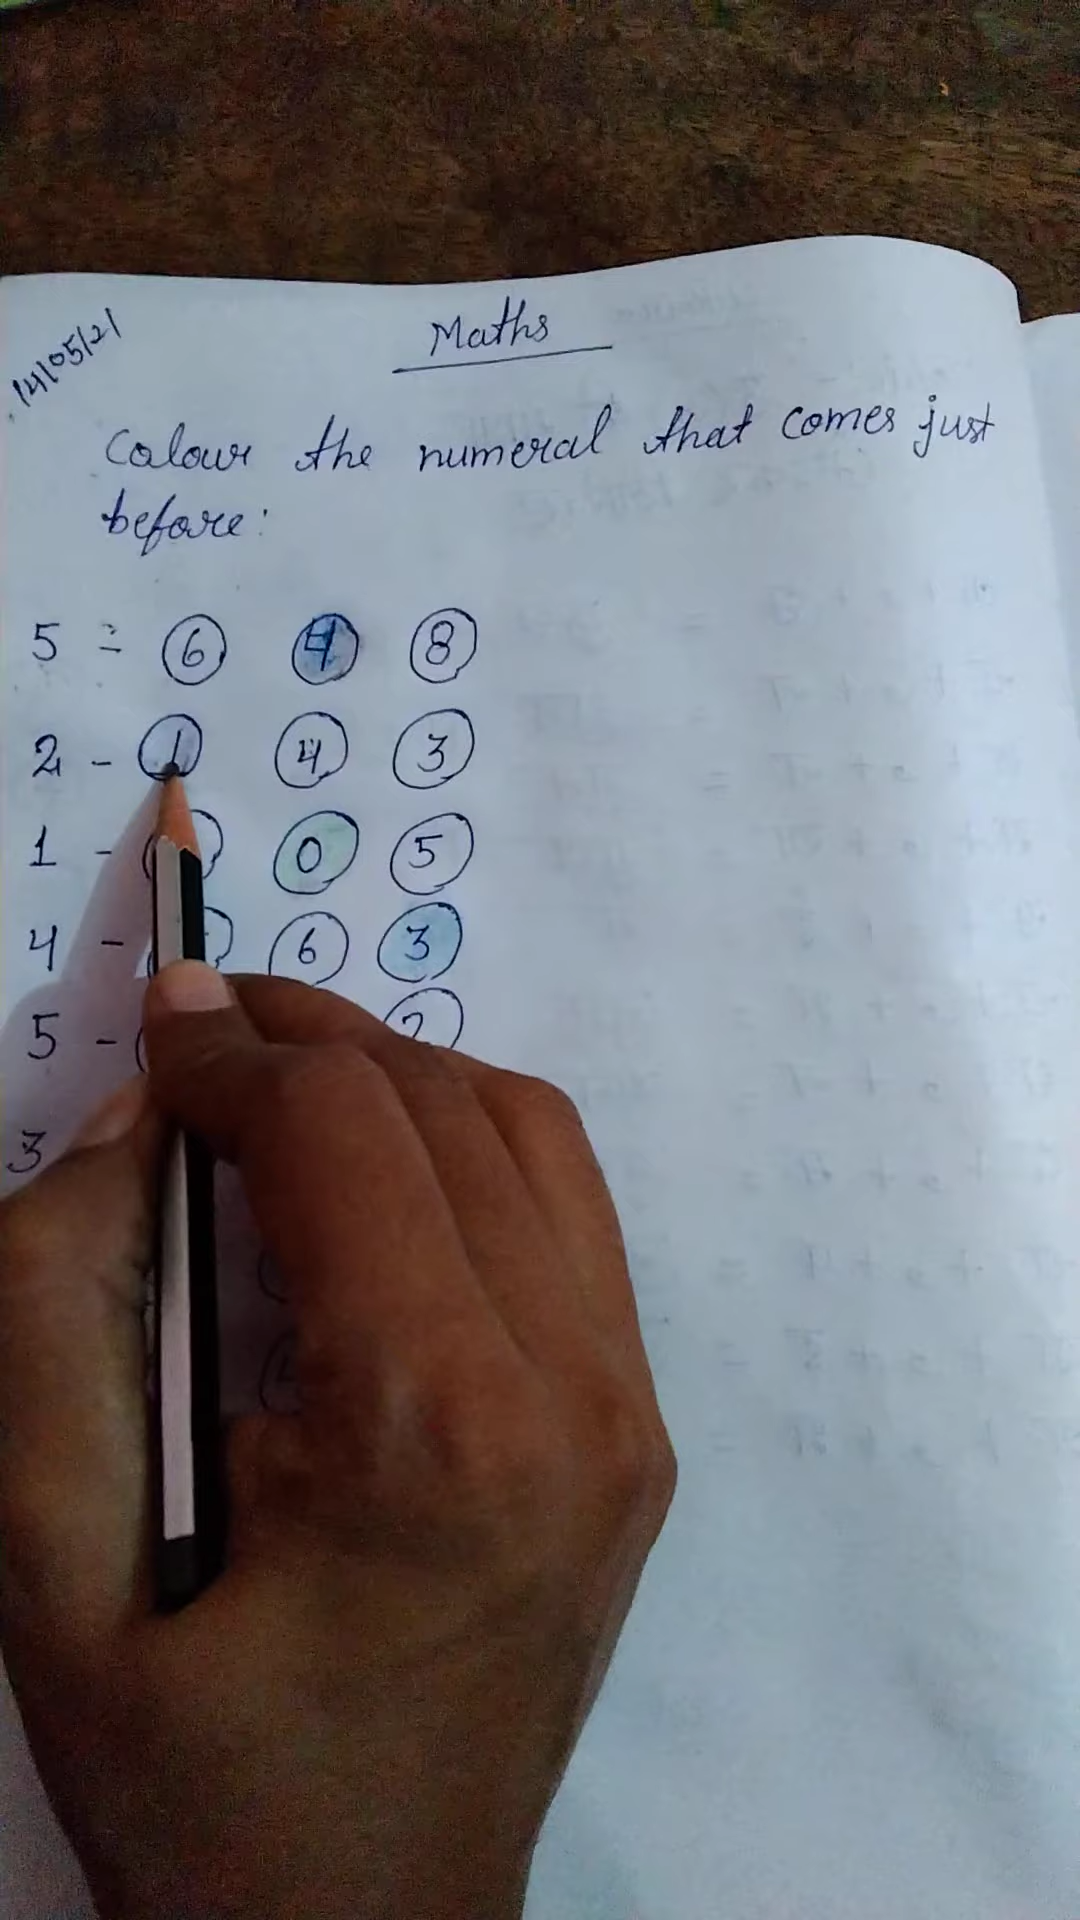 14/05/21
Maths
Colour the numeral that comes just
before:
5 = 6 4 8
2 - 1 4 3
1 - 0 5
4 - 6 3
5 - 2
3